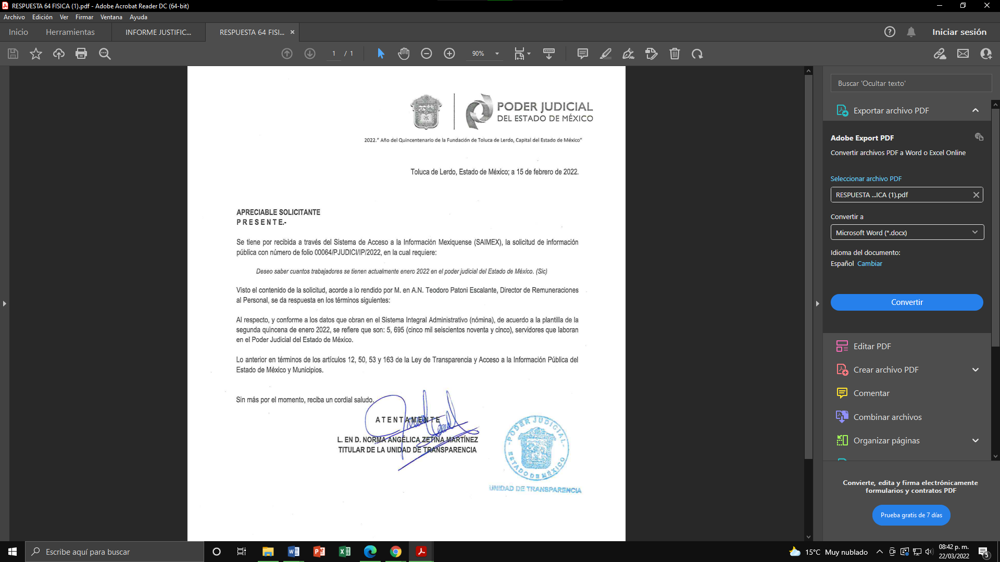 RESPUESTA 64 FISICA (1).pdf - Adobe Acrobat Reader DC (64-bit)
Archivo Edición Ver Firmar Ventana Ayuda
Inicio Herramientas INFORME JUSTIFIC... RESPUESTA 64 FISI... × Iniciar sesión
1 / 1 90%
PODER JUDICIAL
DEL ESTADO DE MÉXICO
2022." Año del Quincentenario de la Fundación de Toluca de Lerdo, Capital del Estado de México"
Toluca de Lerdo, Estado de México; a 15 de febrero de 2022.
APRECIABLE SOLICITANTE
P R E S E N T E.-
Se tiene por recibida a través del Sistema de Acceso a la Información Mexiquense (SAIMEX), la solicitud de información
pública con número de folio 00064/PJUDICI/IP/2022, en la cual requiere:
Deseo saber cuantos trabajadores se tienen actualmente enero 2022 en el poder judicial del Estado de México. (Sic)
Visto el contenido de la solicitud, acorde a lo rendido por M. en A.N. Teodoro Patoni Escalante, Director de Remuneraciones
al Personal, se da respuesta en los términos siguientes:
Al respecto, y conforme a los datos que obran en el Sistema Integral Administrativo (nómina), de acuerdo a la plantilla de la
segunda quincena de enero 2022, se refiere que son: 5, 695 (cinco mil seiscientos noventa y cinco), servidores que laboran
en el Poder Judicial del Estado de México.
Lo anterior en términos de los artículos 12, 50, 53 y 163 de la Ley de Transparencia y Acceso a la Información Pública del
Estado de México y Municipios.
Sin más por el momento, reciba un cordial saludo.
A T E N T A M E N T E
L. EN D. NORMA ANGÉLICA ZETINA MARTÍNEZ
TITULAR DE LA UNIDAD DE TRANSPARENCIA
PODER JUDICIAL
ESTADO DE MÉXICO
UNIDAD DE TRANSPARENCIA
Buscar 'Ocultar texto'
Exportar archivo PDF
Adobe Export PDF
Convertir archivos PDF a Word o Excel Online
Seleccionar archivo PDF
RESPUESTA ...ICA (1).pdf
Convertir a
Microsoft Word (*.docx)
Idioma del documento:
Español Cambiar
Convertir
Editar PDF
Crear archivo PDF
Comentar
Combinar archivos
Organizar páginas
Convierte, edita y firma electrónicamente
formularios y contratos PDF
Prueba gratis de 7 días
Escribe aquí para buscar
15°C Muy nublado
08:42 p. m.
22/03/2022
5